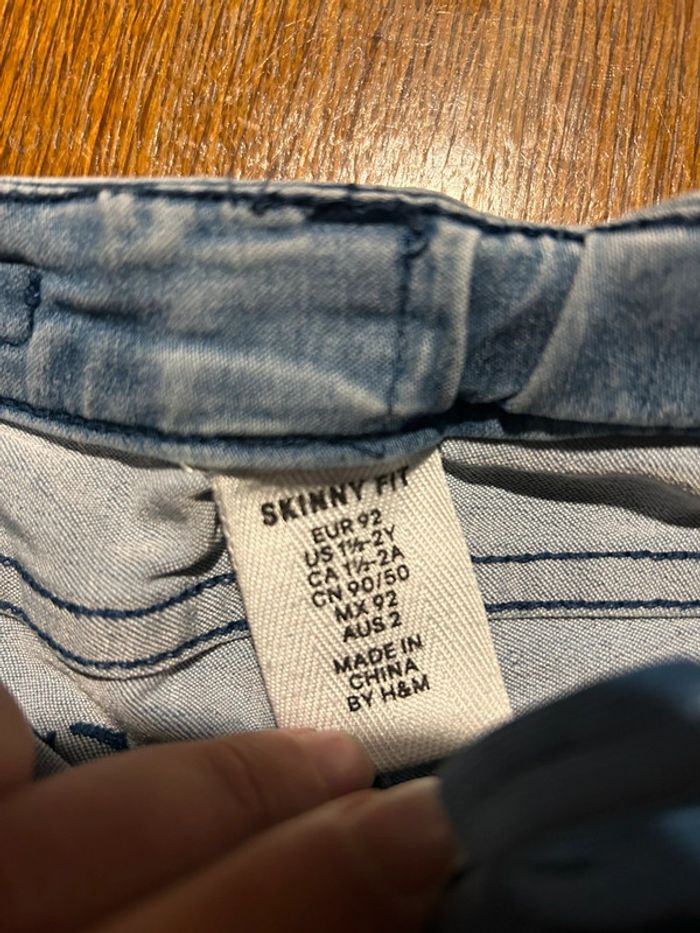 SKINNY FIT
EUR 92
US 1½-2Y
CA 1½-2A
CN 90/50
MX 92
AUS 2
MADE IN
CHINA
BY H&M